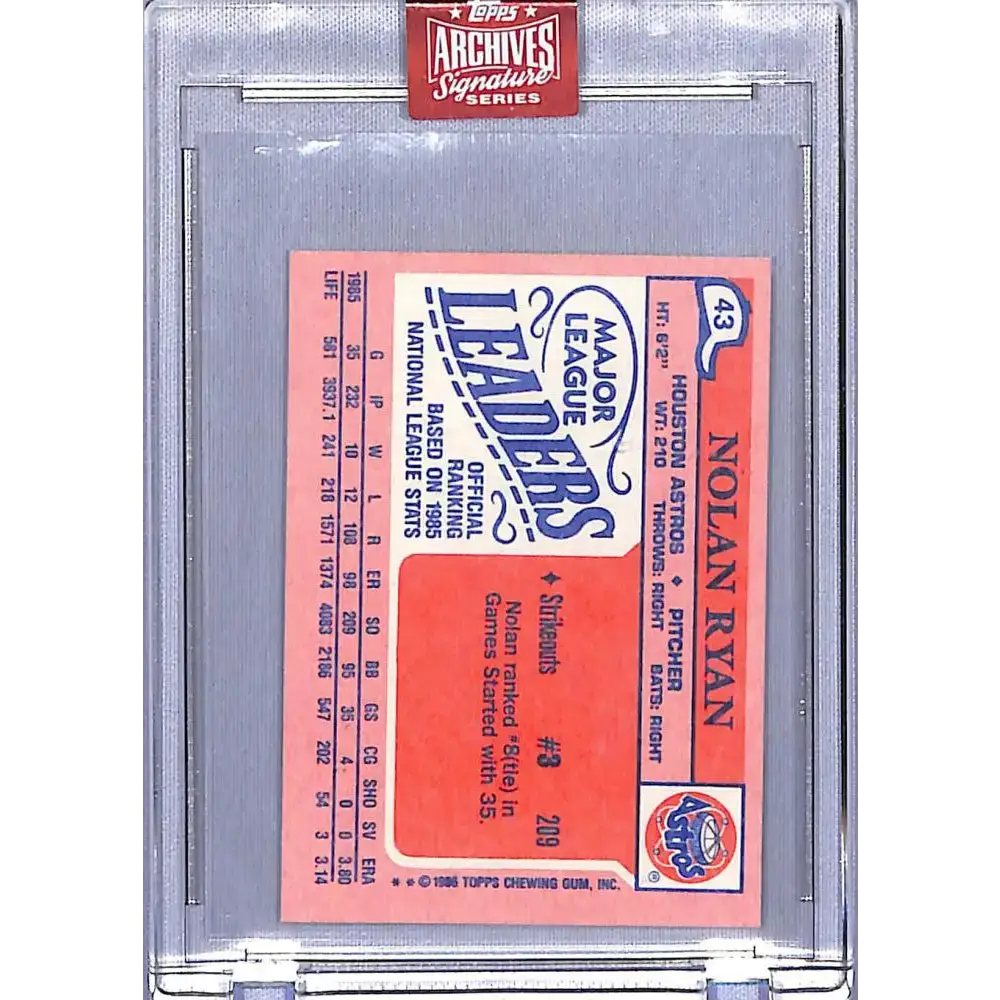 Topps
ARCHIVES
Signature
SERIES
43
NOLAN RYAN
HOUSTON ASTROS ♦ PITCHER
HT: 6'2" WT: 210 THROWS: RIGHT BATS: RIGHT
Astros
®
MAJOR
LEAGUE
LEADERS
OFFICIAL
RANKING
BASED ON 1985
NATIONAL LEAGUE STATS
♦ Strikeouts #3 209
Nolan ranked #8(tie) in
Games Started with 35.
* * © 1986 TOPPS CHEWING GUM, INC.
G IP W L R ER SO BB GS CG SHO SV ERA
1985 35 232 10 12 108 98 209 95 35 4 0 0 3.80
LIFE 561 3937.1 241 218 1571 1374 4083 2186 547 202 54 3 3.14